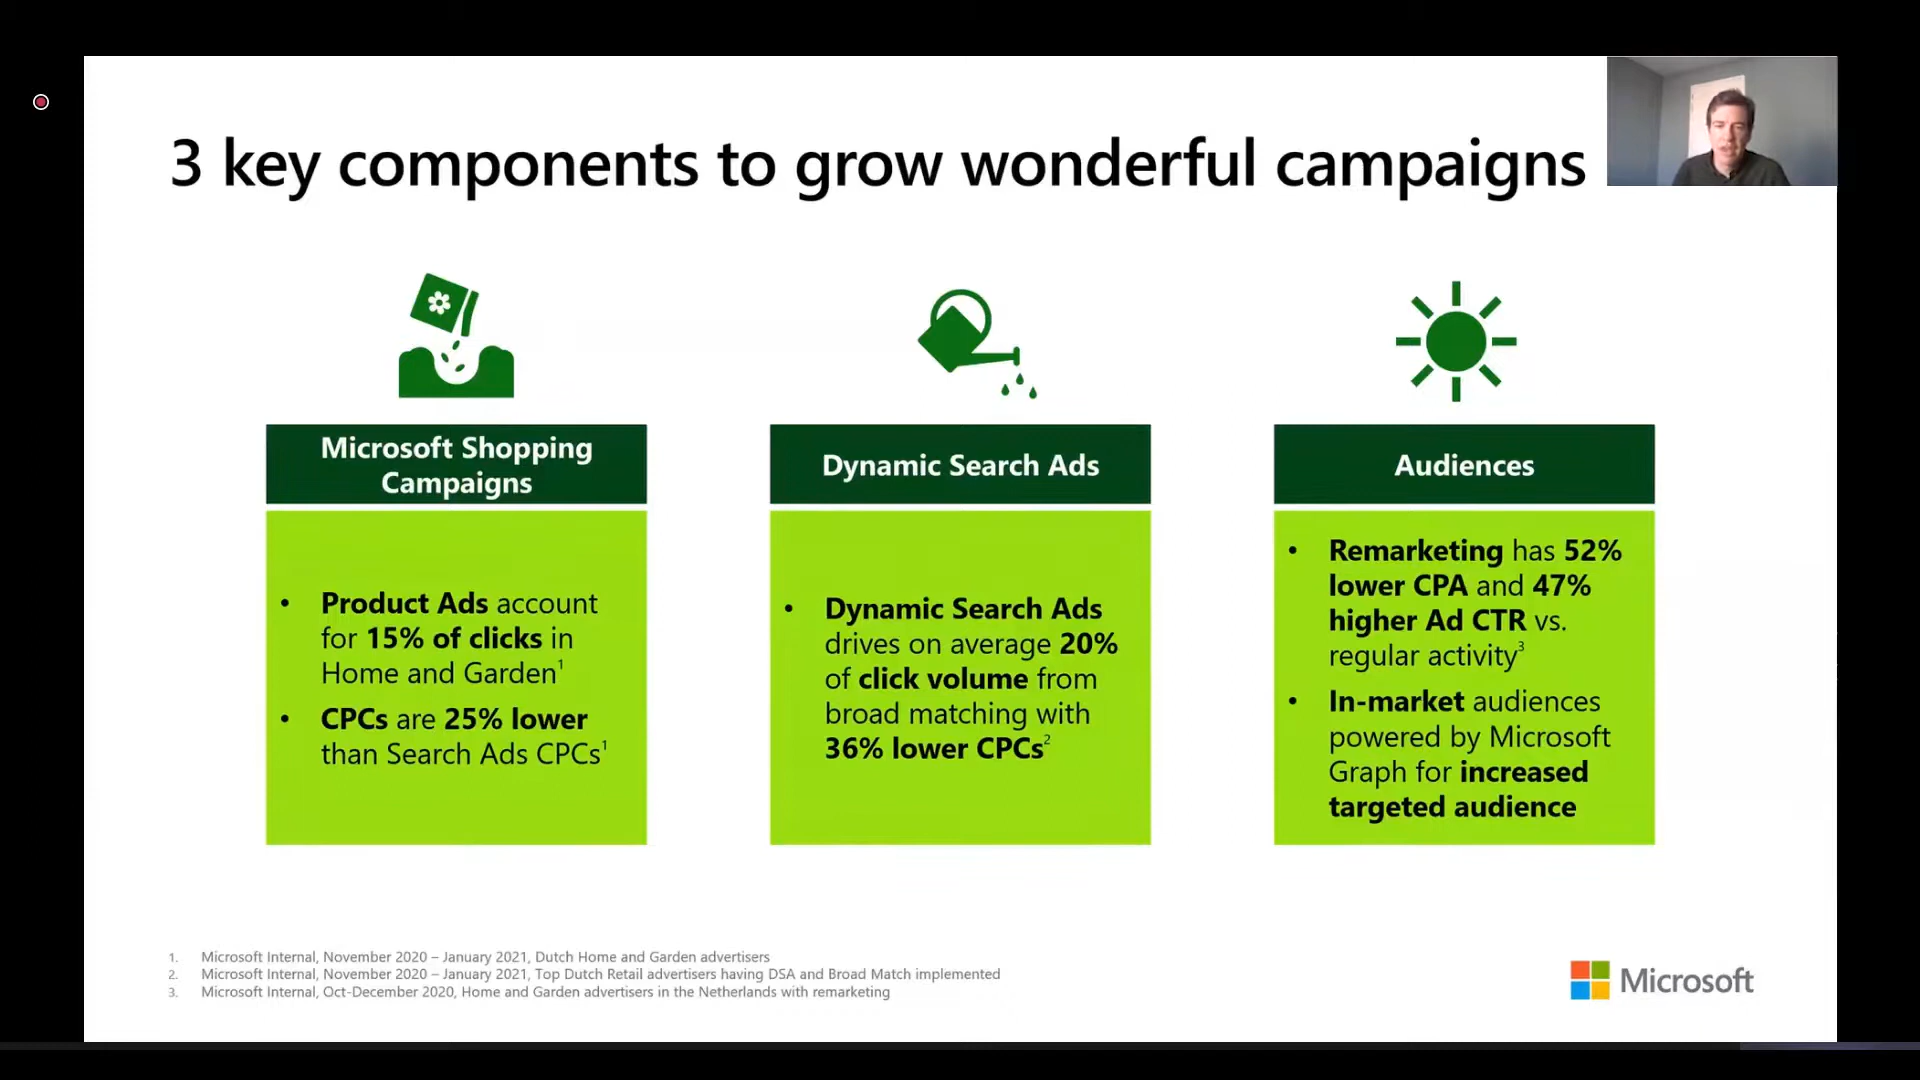 3 key components to grow wonderful campaigns
Microsoft Shopping
Campaigns
• Product Ads account
for 15% of clicks in
Home and Garden¹
• CPCs are 25% lower
than Search Ads CPCs¹
Dynamic Search Ads
• Dynamic Search Ads
drives on average 20%
of click volume from
broad matching with
36% lower CPCs²
Audiences
• Remarketing has 52%
lower CPA and 47%
higher Ad CTR vs.
regular activity³
• In-market audiences
powered by Microsoft
Graph for increased
targeted audience
1. Microsoft Internal, November 2020 – January 2021, Dutch Home and Garden advertisers
2. Microsoft Internal, November 2020 – January 2021, Top Dutch Retail advertisers having DSA and Broad Match implemented
3. Microsoft Internal, Oct-December 2020, Home and Garden advertisers in the Netherlands with remarketing
Microsoft